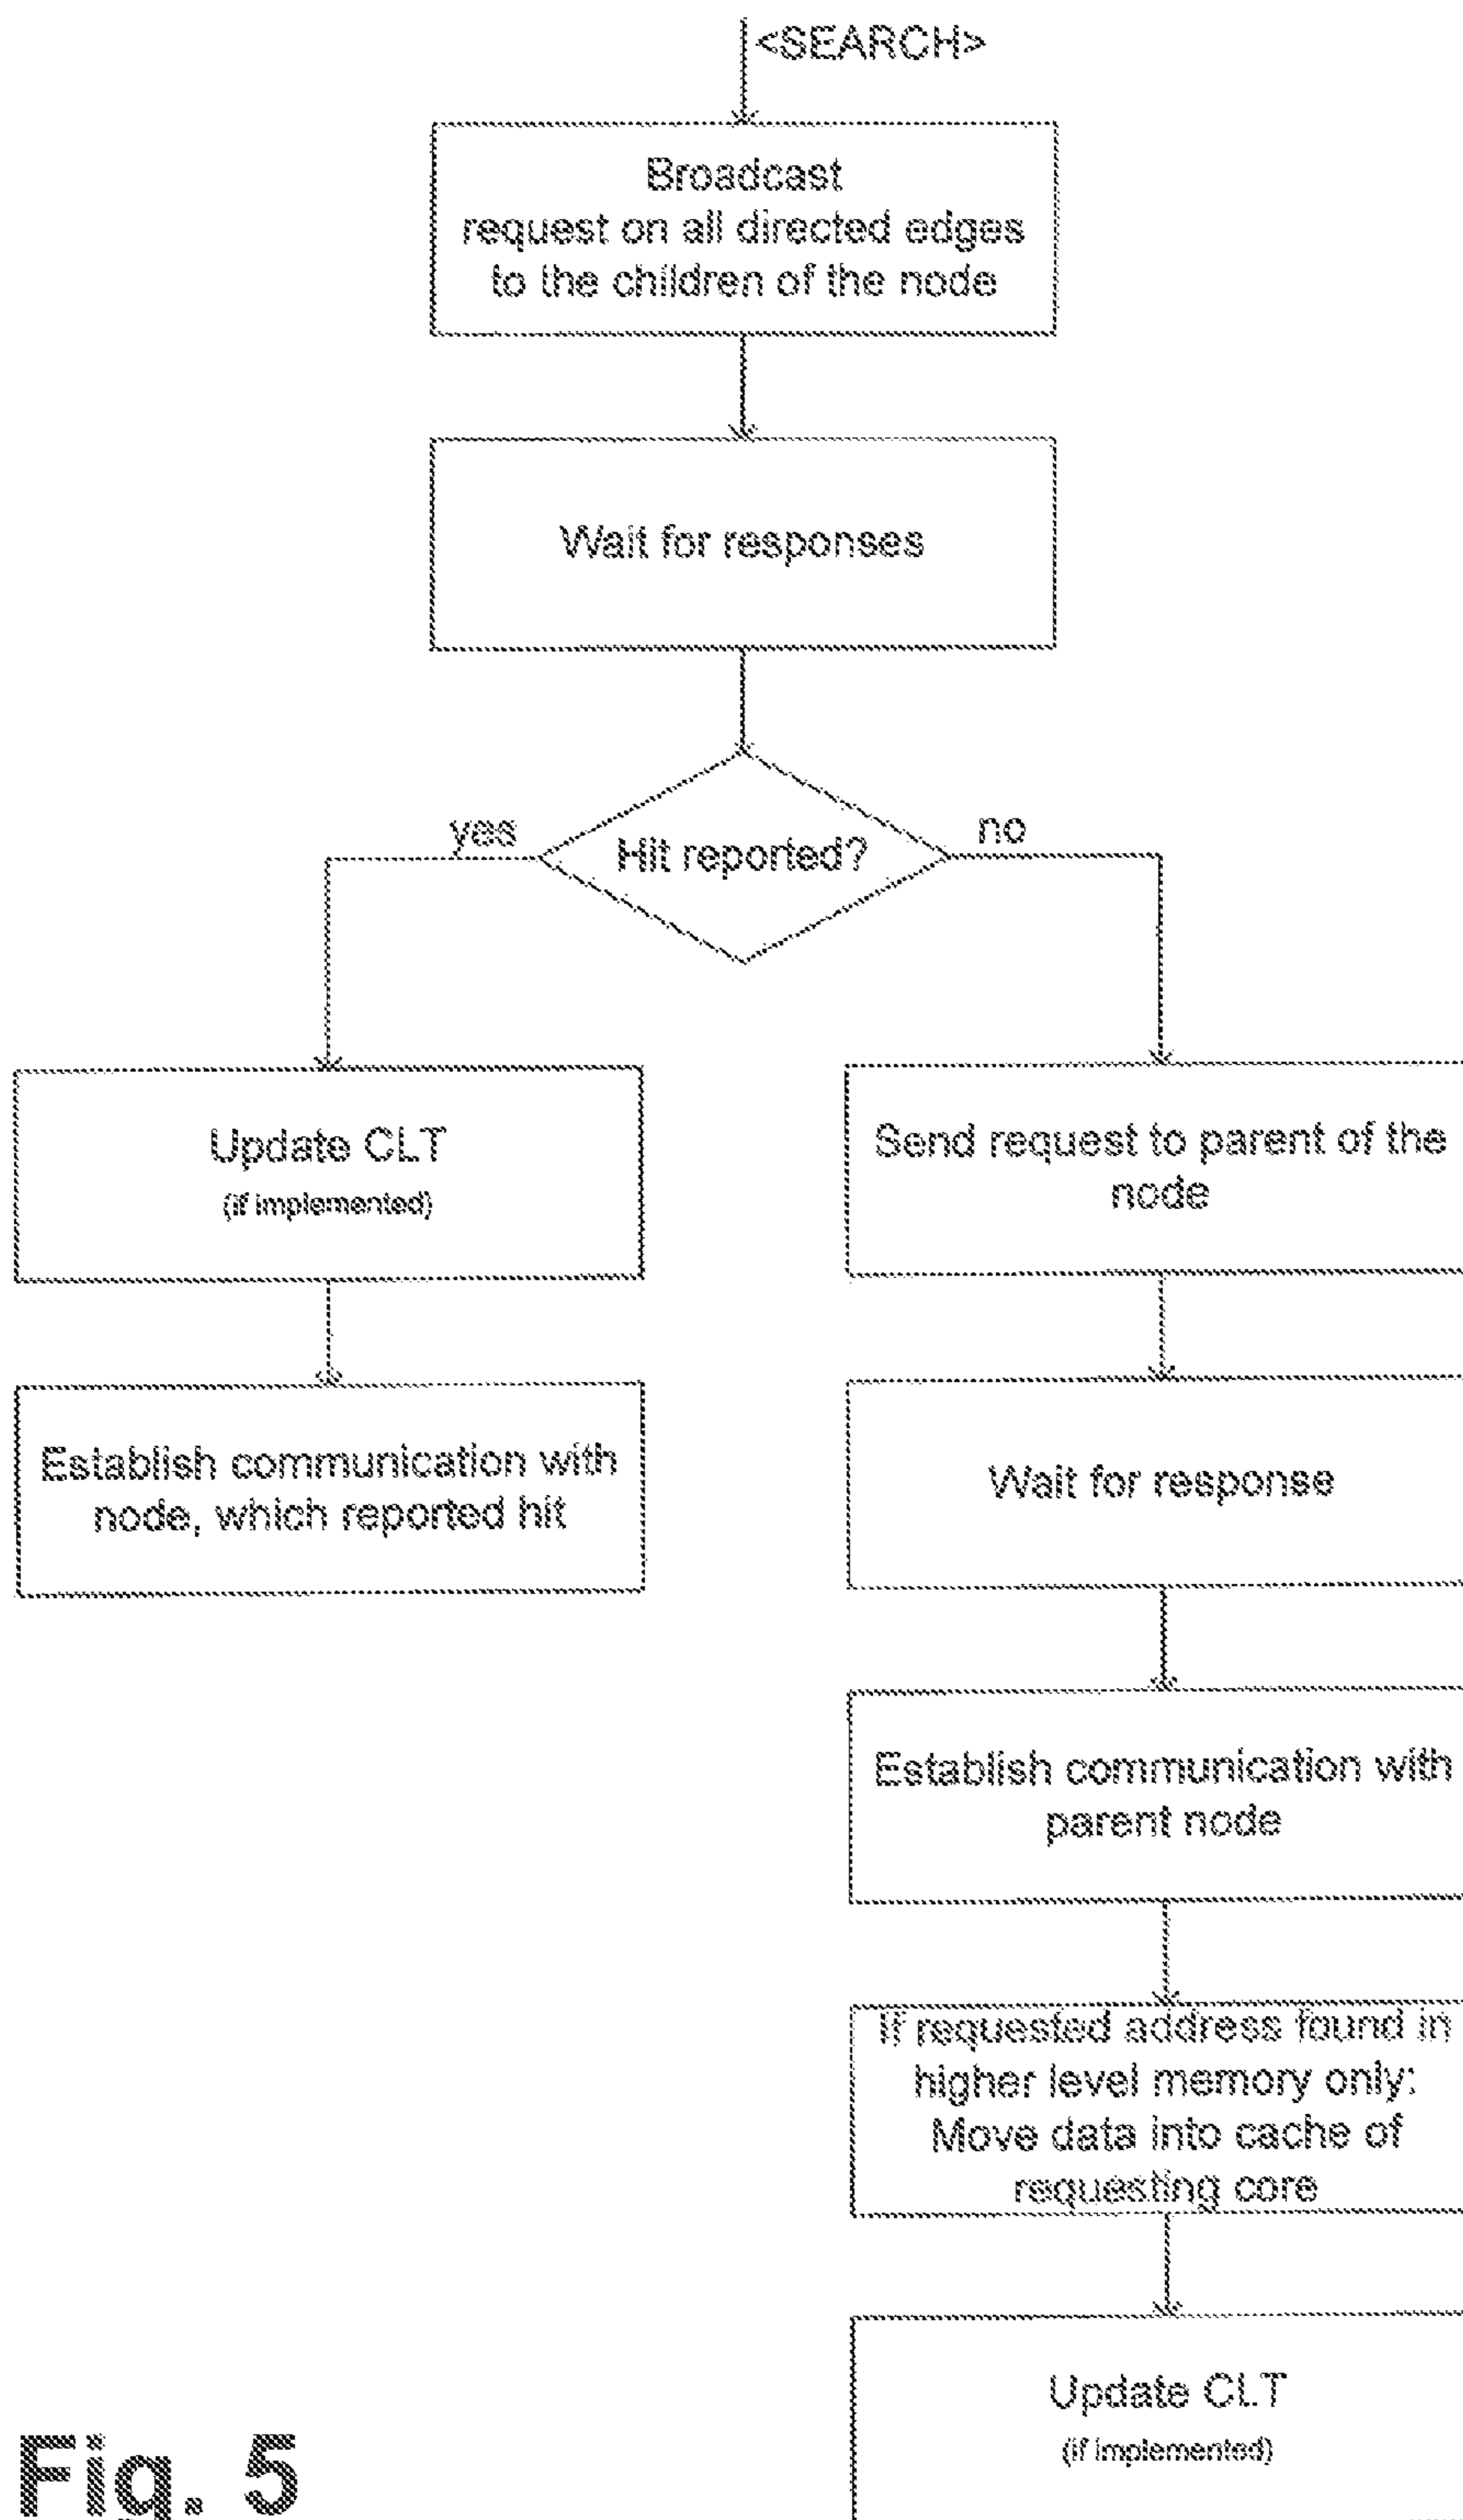 <SEARCH>
Broadcast
request on all directed edges
to the children of the node
Wait for responses
Hit reported?
yes
no
Update CLT
(if implemented)
Establish communication with
node, which reported hit
Send request to parent of the
node
Wait for response
Establish communication with
parent node
If requested address found in
higher level memory only:
Move data into cache of
requesting core
Update CLT
(if implemented)
Fig. 5